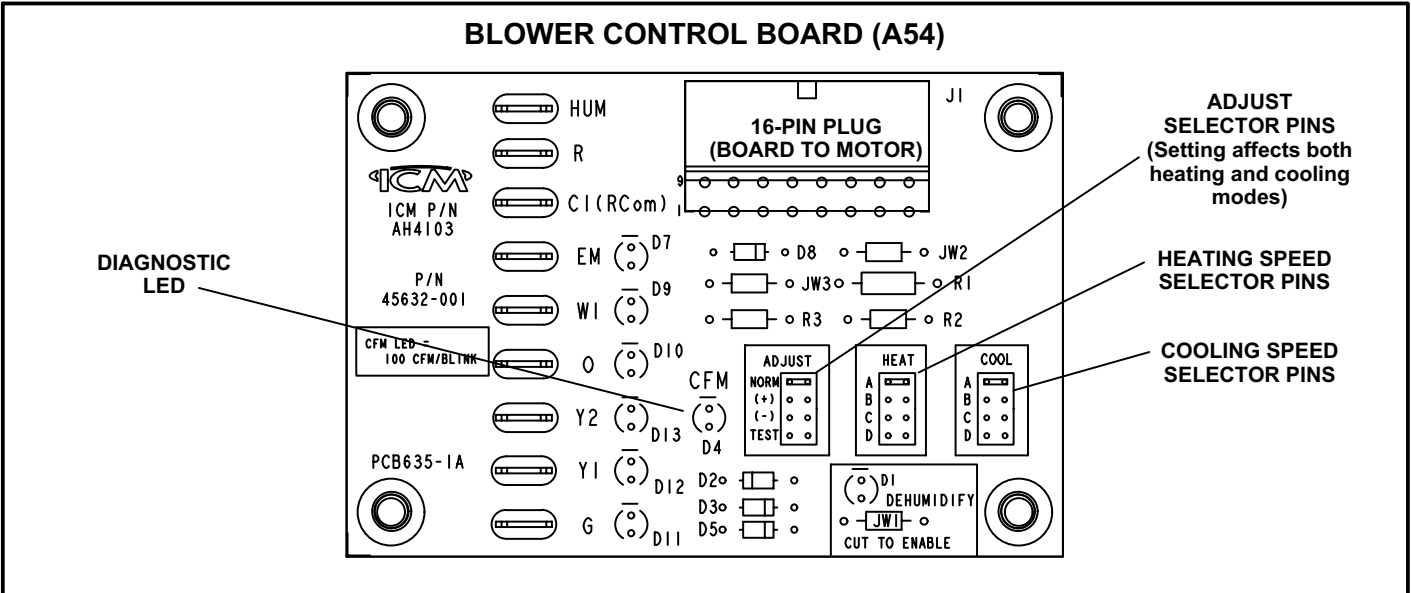 BLOWER CONTROL BOARD (A54)
HUM
R
C1(RCom)
EM
W1
O
Y2
Y1
G
ICM
ICM P/N
AH4103
P/N
45632-001
CFM LED -
100 CFM/BLINK
PCB635-1A
J1
16-PIN PLUG
(BOARD TO MOTOR)
9
1
D7
D9
D10
D13
D12
D11
D8
JW2
JW3
R1
R3
R2
CFM
D4
ADJUST
NORM
(+)
(-)
TEST
HEAT
A
B
C
D
COOL
A
B
C
D
D2
D3
D5
D1
DEHUMIDIFY
JW1
CUT TO ENABLE
DIAGNOSTIC
LED
ADJUST
SELECTOR PINS
(Setting affects both
heating and cooling
modes)
HEATING SPEED
SELECTOR PINS
COOLING SPEED
SELECTOR PINS